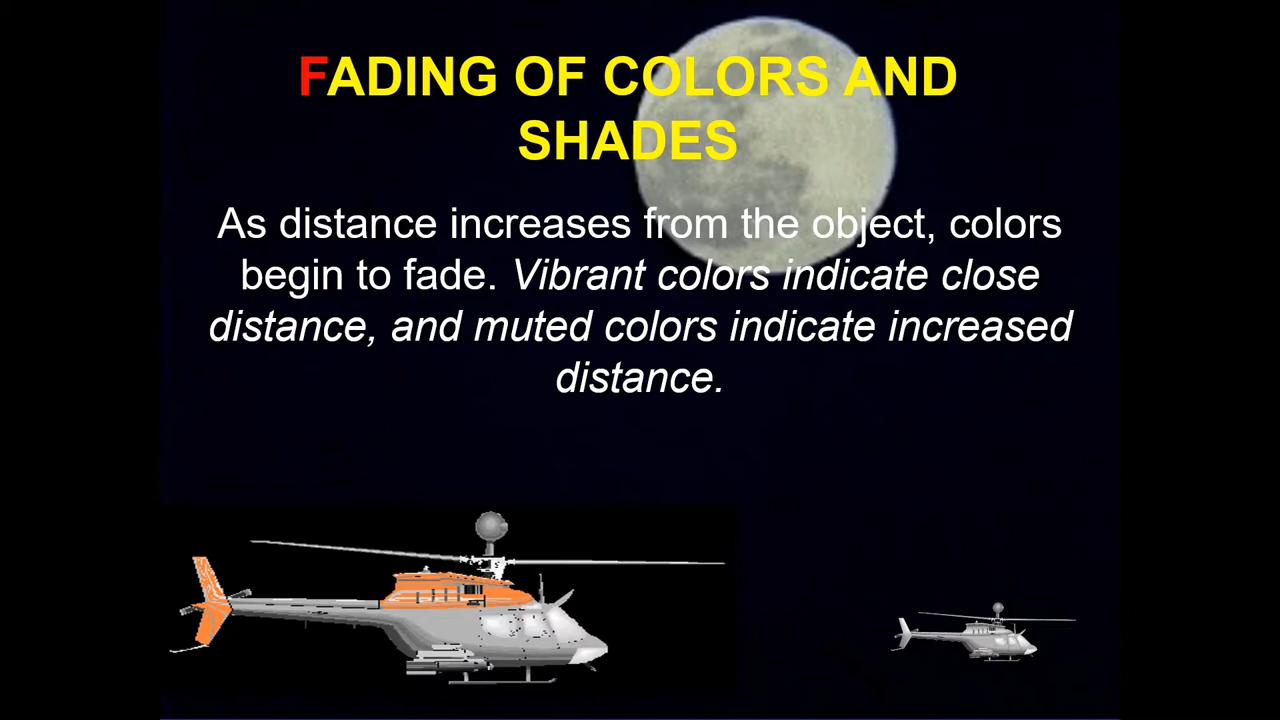 FADING OF COLORS AND
SHADES
As distance increases from the object, colors
begin to fade. Vibrant colors indicate close
distance, and muted colors indicate increased
distance.